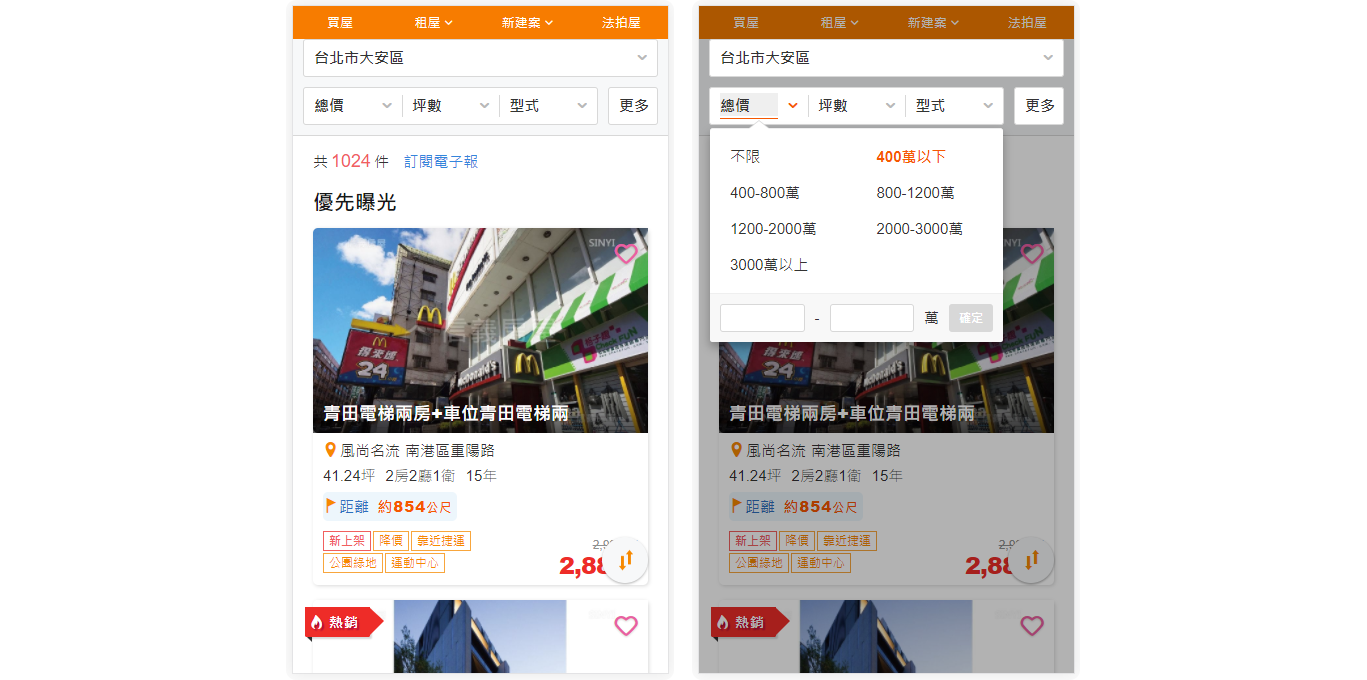 買屋 租屋 新建案 法拍屋
台北市大安區
總價 坪數 型式 更多
共 1024 件 訂閱電子報
優先曝光
SINYI
信義房屋
得來速
24
McDonald's
青田電梯兩房+車位青田電梯兩
風尚名流 南港區重陽路
41.24坪 2房2廳1衛 15年
距離 約854公尺
新上架 降價 靠近捷運
公園綠地 運動中心
2,88
熱銷
買屋 租屋 新建案 法拍屋
台北市大安區
總價 坪數 型式 更多
不限 400萬以下
400-800萬 800-1200萬
1200-2000萬 2000-3000萬
3000萬以上
- 萬 確定
NYI
得來速
24
McDonald's
青田電梯兩房+車位青田電梯兩
風尚名流 南港區重陽路
41.24坪 2房2廳1衛 15年
距離 約854公尺
新上架 降價 靠近捷運
公園綠地 運動中心
2,88
熱銷